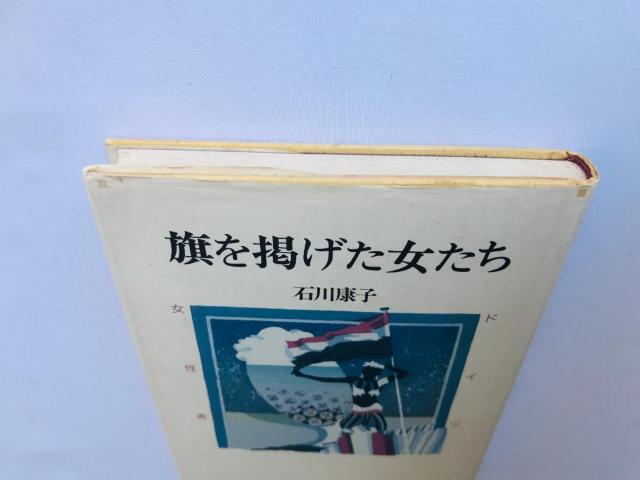 旗を掲げた女たち
石川康子
ドイツ
女性考